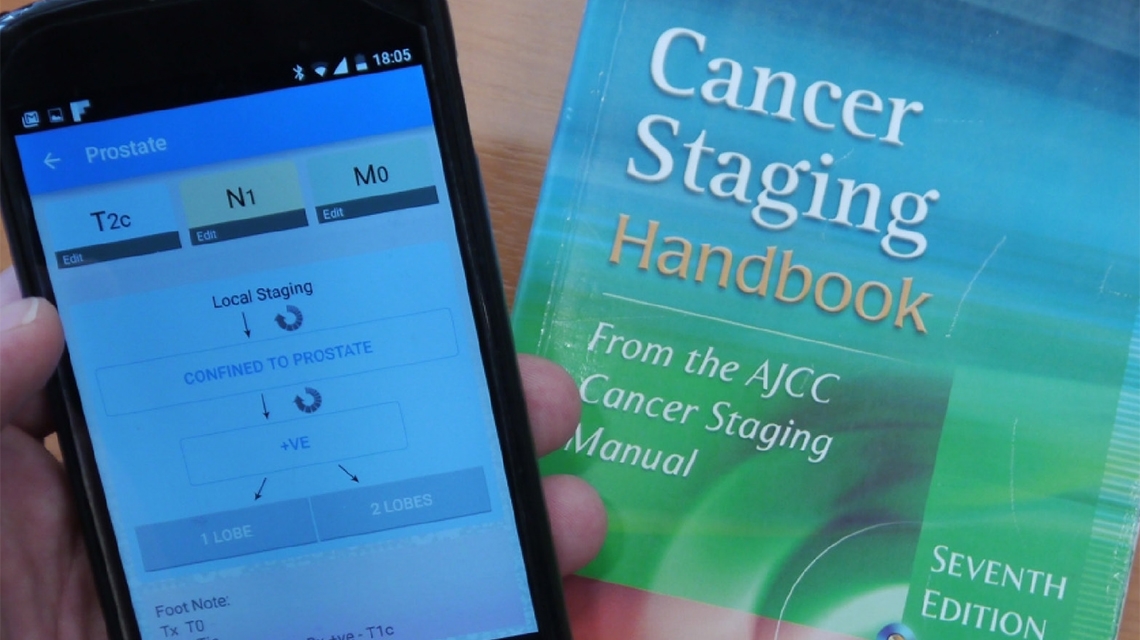 18:05
Prostate
T2c N1 M0
Edit Edit Edit
Local Staging
CONFINED TO PROSTATE
+VE
1 LOBE 2 LOBES
Foot Note:
Tx T0
+ve - T1c
Cancer
Staging
Handbook
From the AJCC
Cancer Staging
Manual
SEVENTH
EDITION